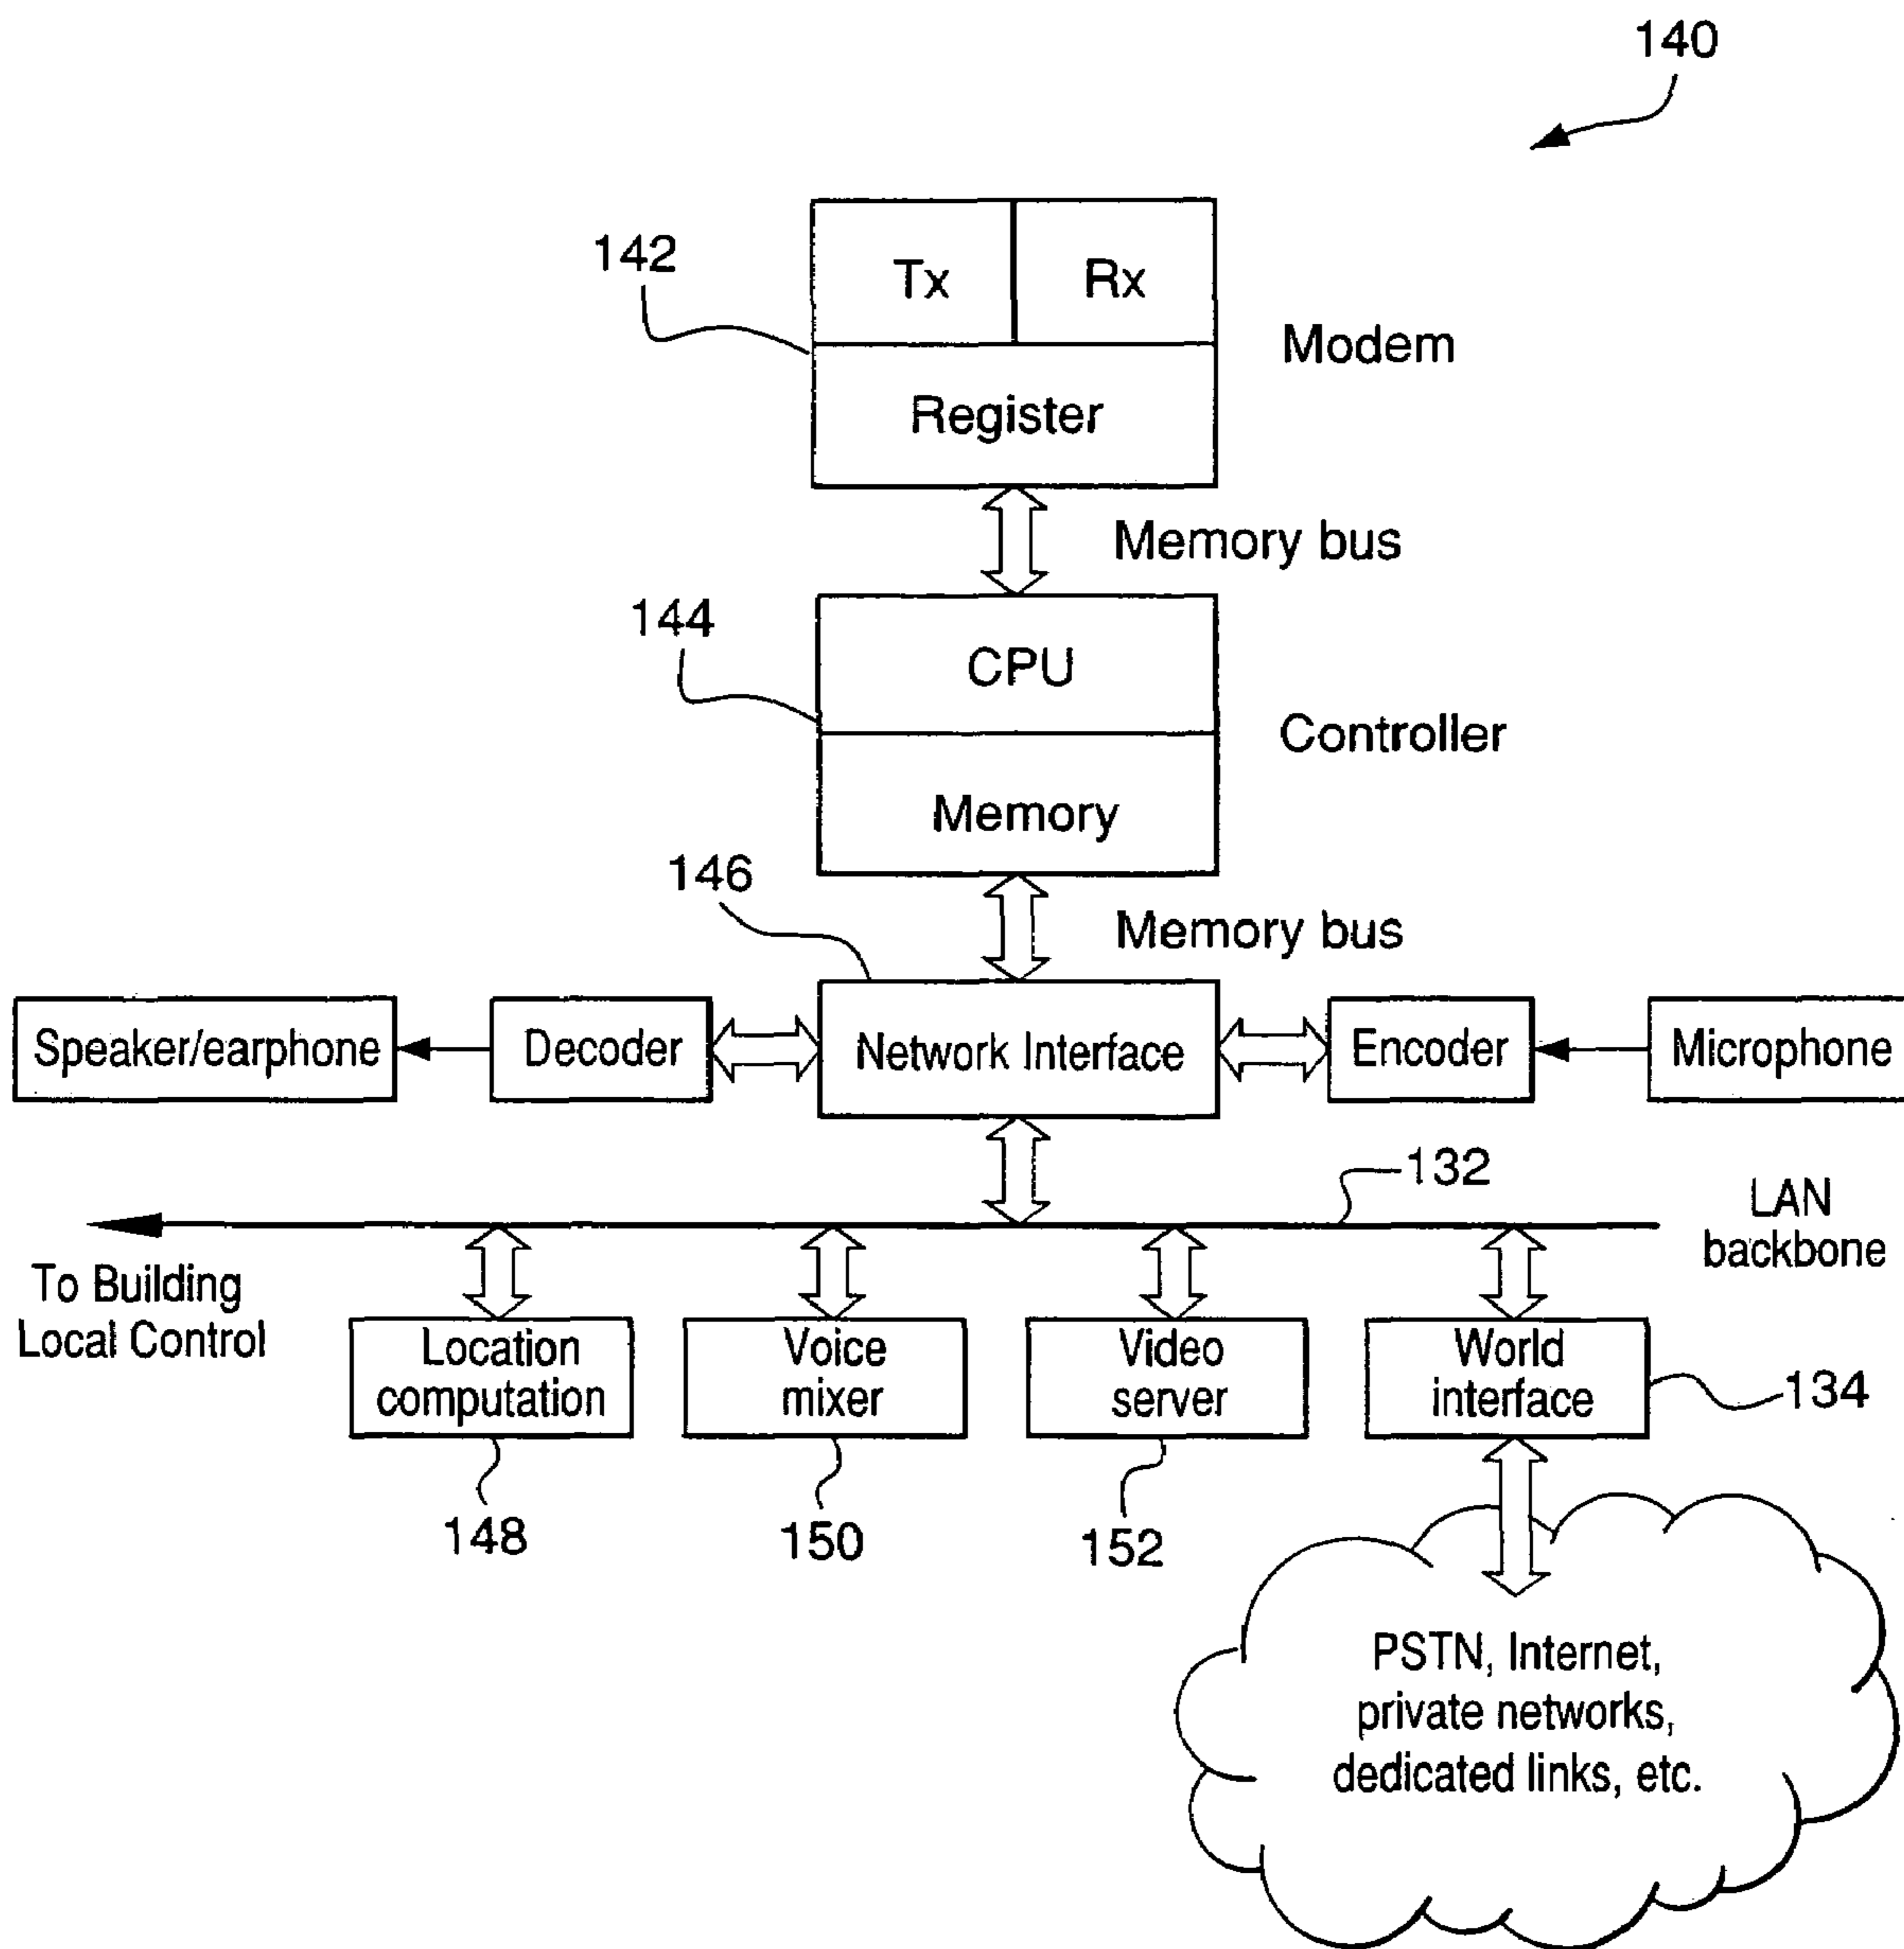 140
142
Tx
Rx
Modem
Register
Memory bus
144
CPU
Controller
Memory
146
Memory bus
Speaker/earphone
Decoder
Network Interface
Encoder
Microphone
132
LAN
backbone
To Building
Local Control
Location
computation
Voice
mixer
Video
server
World
interface
134
148
150
152
PSTN, Internet,
private networks,
dedicated links, etc.